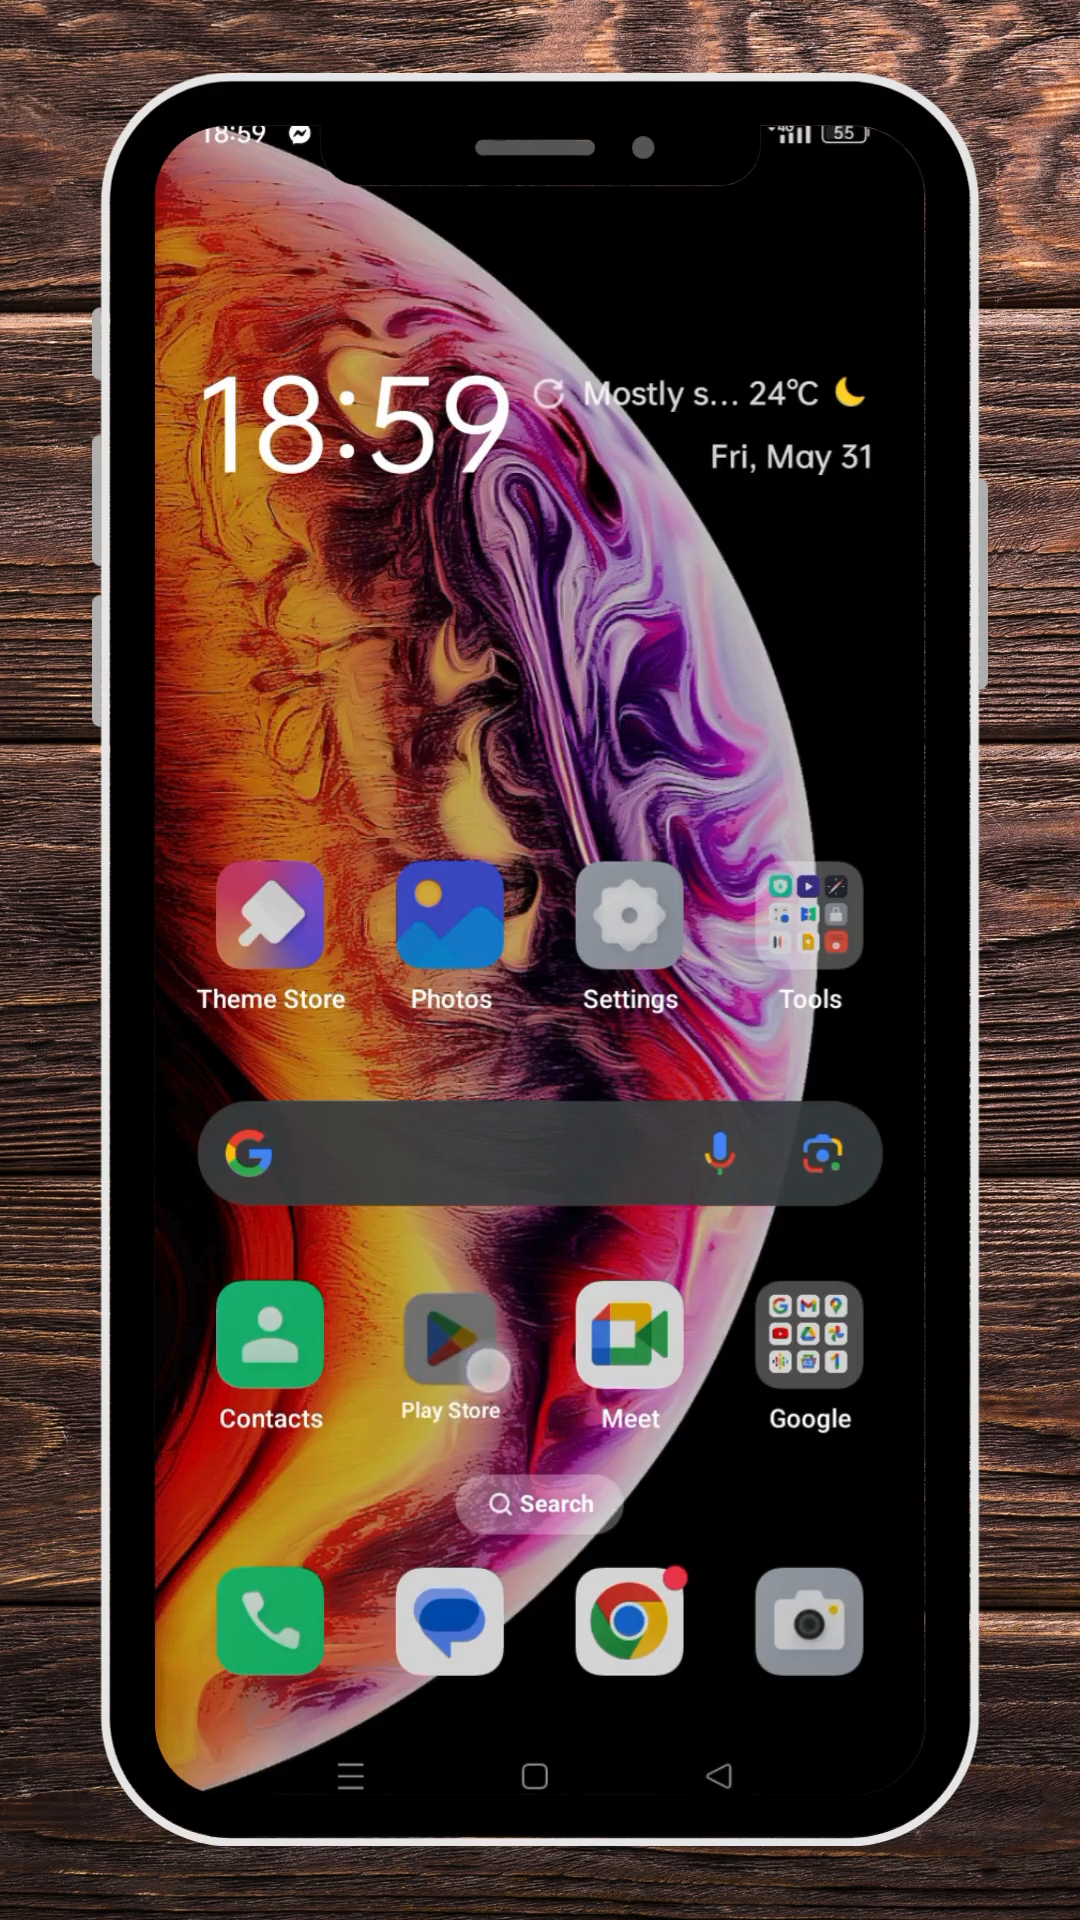 18:59
4G
55
18:59
Mostly s... 24°C
Fri, May 31
Theme Store
Photos
Settings
Tools
Contacts
Play Store
Meet
Google
Search